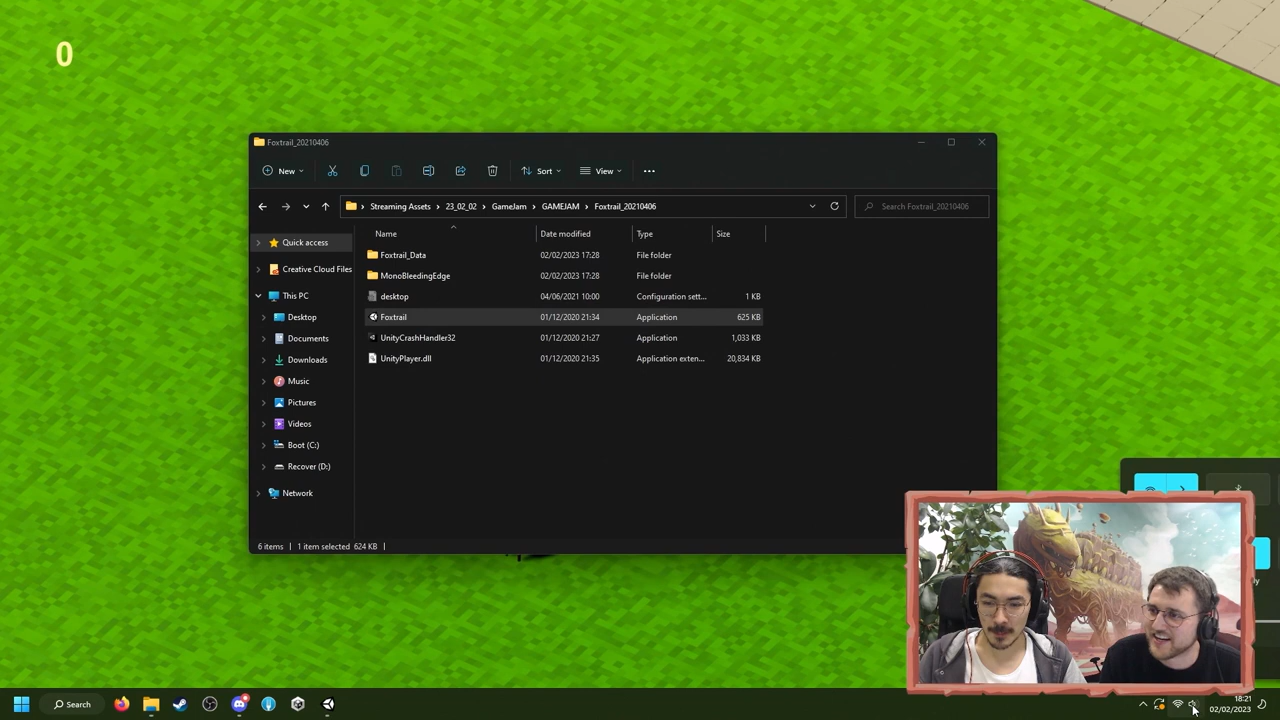 0
Foxtrail_20210406
New
Sort
View
Streaming Assets > 23_02_02 > GameJam > GAMEJAM > Foxtrail_20210406
Search Foxtrail_20210406
Name Date modified Type Size
Quick access
Creative Cloud Files
This PC
Desktop
Documents
Downloads
Music
Pictures
Videos
Boot (C:)
Recover (D:)
Network
Foxtrail_Data 02/02/2023 17:28 File folder
MonoBleedingEdge 02/02/2023 17:28 File folder
desktop 04/06/2021 10:00 Configuration sett... 1 KB
Foxtrail 01/12/2020 21:34 Application 625 KB
UnityCrashHandler32 01/12/2020 21:27 Application 1,033 KB
UnityPlayer.dll 01/12/2020 21:35 Application exten... 20,834 KB
6 items | 1 item selected 624 KB |
Search
18:21
02/02/2023